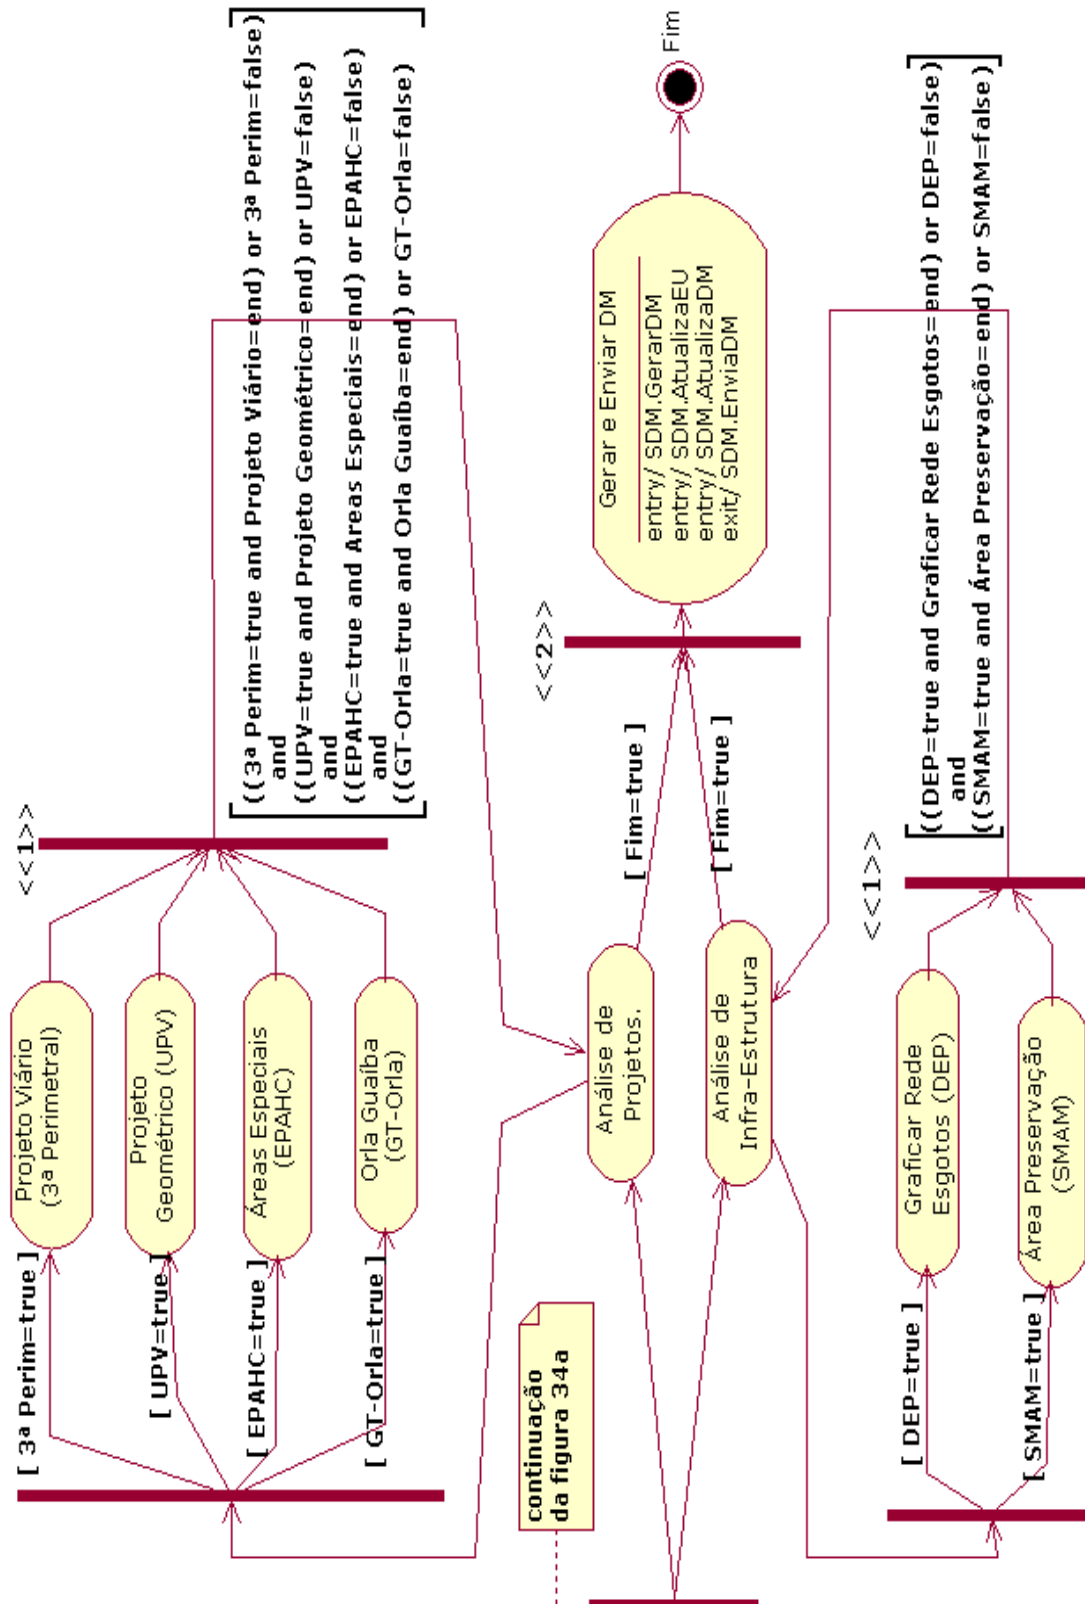 <<1>>
Projeto Viário
(3ª Perimetral)
[ 3ª Perim=true ]
Projeto
Geométrico (UPV)
[ UPV=true ]
Áreas Especiais
(EPAHC)
[ EPAHC=true ]
Orla Guaíba
(GT-Orla)
[ GT-Orla=true ]
((3ª Perim=true and Projeto Viário=end) or 3ª Perim=false)
and
((UPV=true and Projeto Geométrico=end) or UPV=false)
and
((EPAHC=true and Areas Especiais=end) or EPAHC=false)
and
((GT-Orla=true and Orla Guaíba=end) or GT-Orla=false)
continuação
da figura 34a
Análise de
Projetos.
[ Fim=true ]
Análise de
Infra-Estrutura
[ Fim=true ]
<<2>>
Gerar e Enviar DM
entry/ SDM.GerarDM
entry/ SDM.AtualizaEU
entry/ SDM.AtualizaDM
exit/ SDM.EnviaDM
Fim
<<1>>
[ DEP=true ]
Graficar Rede
Esgotos (DEP)
[ SMAM=true ]
Área Preservação
(SMAM)
((DEP=true and Graficar Rede Esgotos=end) or DEP=false)
and
((SMAM=true and Área Preservação=end) or SMAM=false)